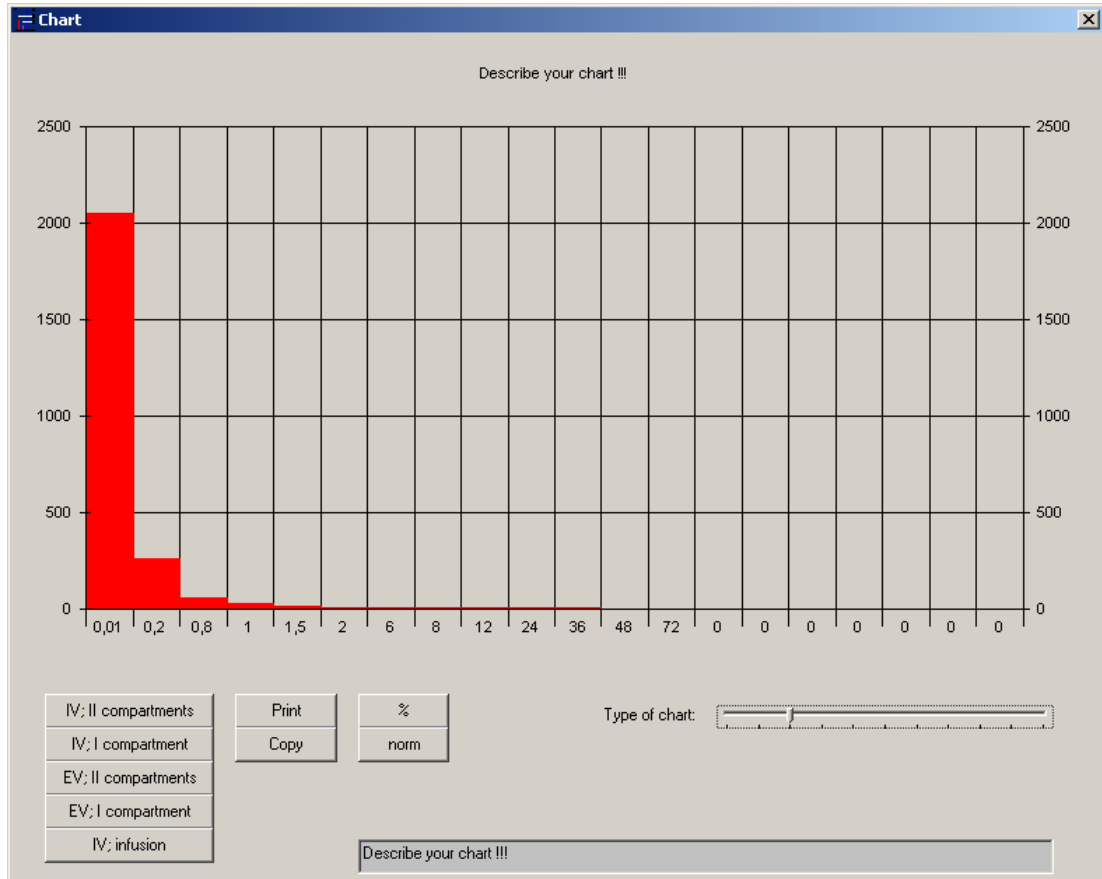 Chart
Describe your chart !!!
2500 2500
2000 2000
1500 1500
1000 1000
500 500
0 0
0,01 0,2 0,8 1 1,5 2 6 8 12 24 36 48 72 0 0 0 0 0 0 0
IV; II compartments Print % Type of chart:
IV; I compartment Copy norm
EV; II compartments
EV; I compartment
IV; infusion
Describe your chart !!!